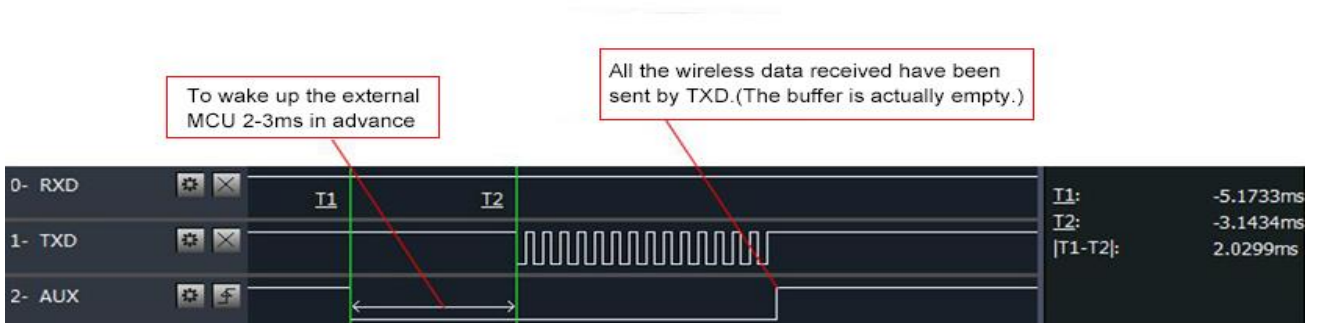 To wake up the external
MCU 2-3ms in advance
All the wireless data received have been
sent by TXD.(The buffer is actually empty.)
0- RXD
T1
T2
1- TXD
2- AUX
T1: -5.1733ms
T2: -3.1434ms
|T1-T2|: 2.0299ms